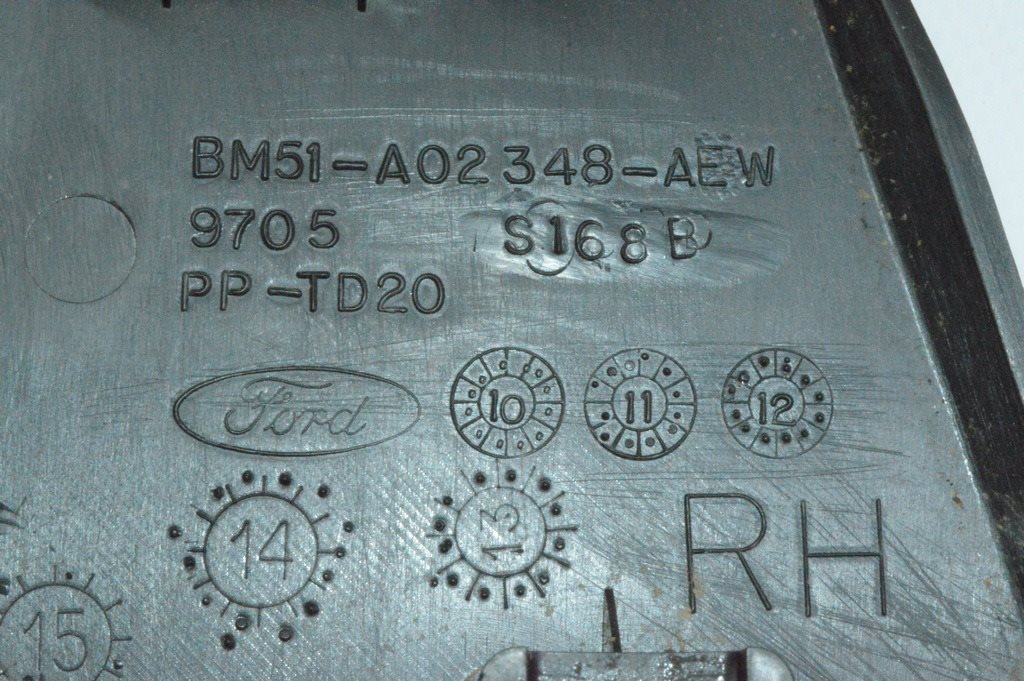 BM51-A02348-AEW
9705 S168B
PP-TD20
Ford 10 11 12
14 13 RH
15